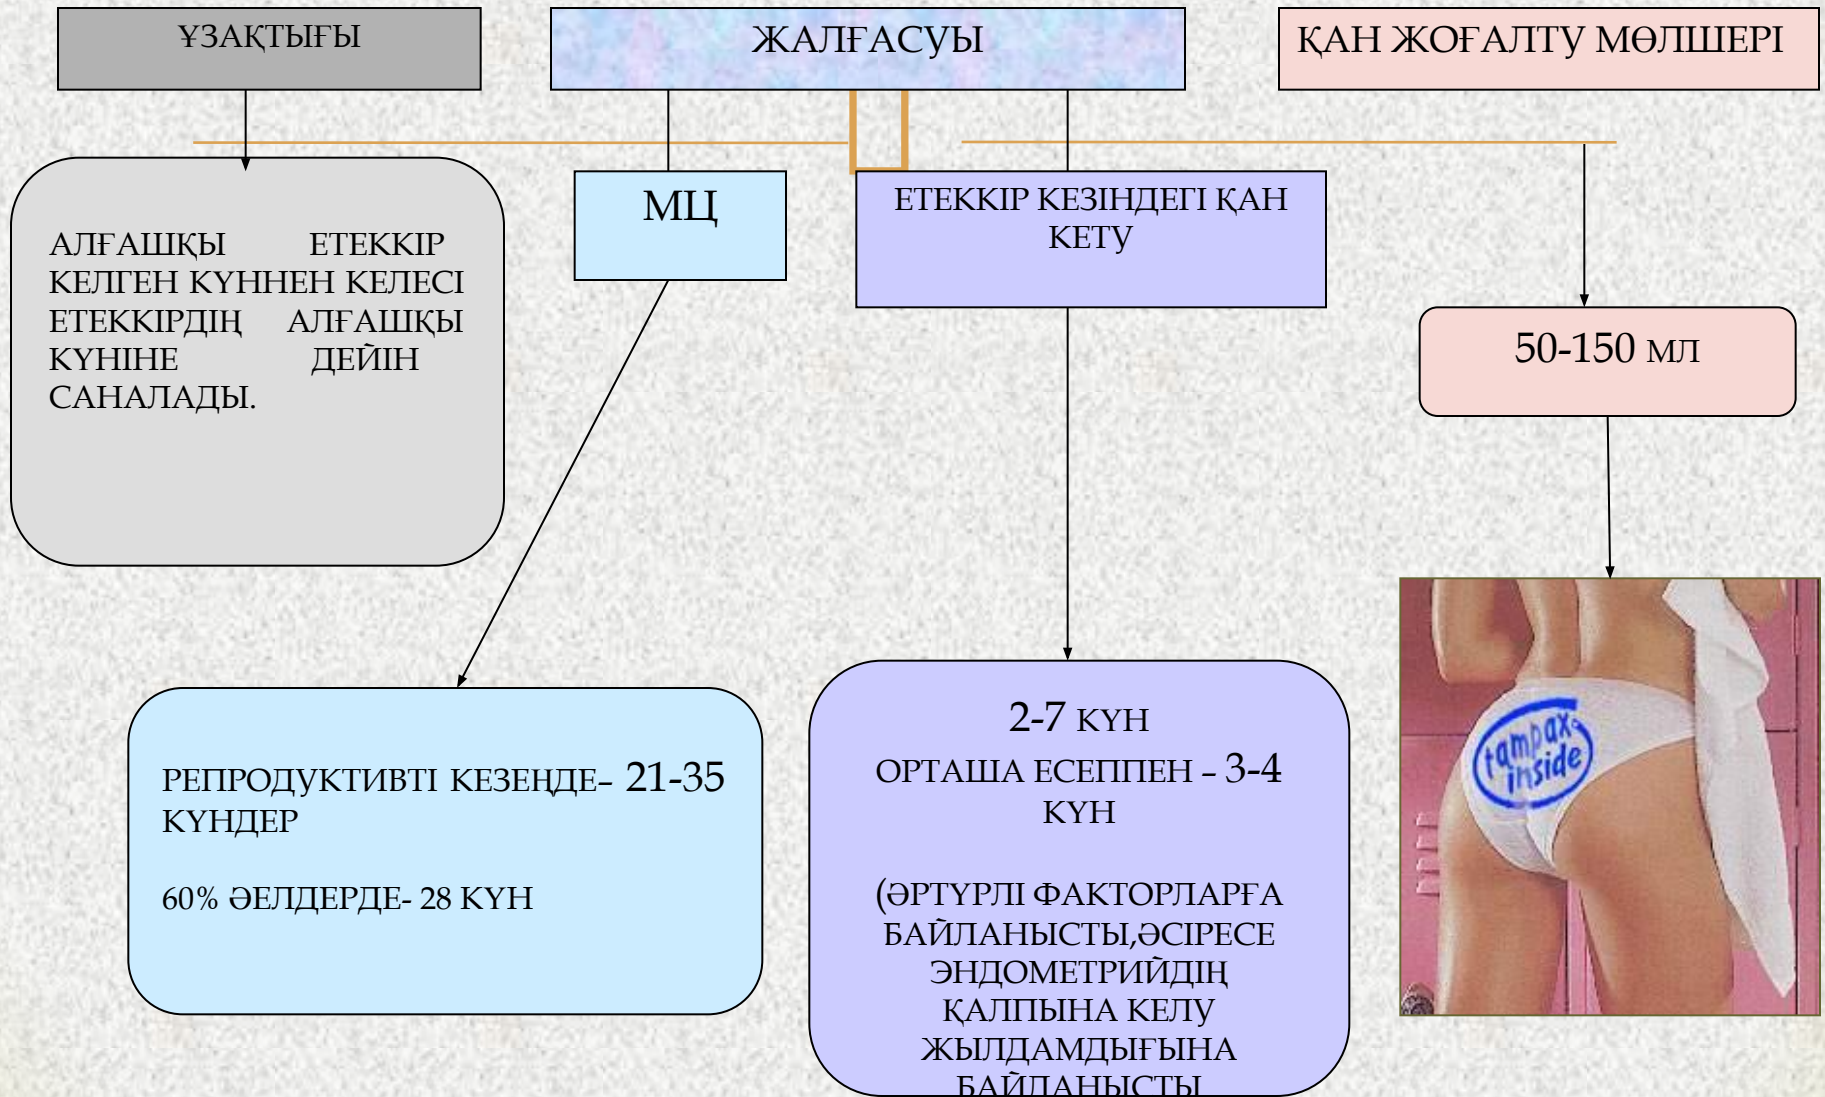 ҰЗАҚТЫҒЫ
ЖАЛҒАСУЫ
ҚАН ЖОҒАЛТУ МӨЛШЕРІ
АЛҒАШҚЫ ЕТЕККІР
КЕЛГЕН КҮННЕН КЕЛЕСІ
ЕТЕККІРДІҢ АЛҒАШҚЫ
КҮНІНЕ ДЕЙІН
САНАЛАДЫ.
МЦ
ЕТЕККІР КЕЗІНДЕГІ ҚАН
КЕТУ
50-150 МЛ
РЕПРОДУКТИВТІ КЕЗЕҢДЕ– 21-35
КҮНДЕР
60% ӘЕЛДЕРДЕ- 28 КҮН
2-7 КҮН
ОРТАША ЕСЕППЕН – 3-4
КҮН
(ӘРТҮРЛІ ФАКТОРЛАРҒА
БАЙЛАНЫСТЫ,ӘСІРЕСЕ
ЭНДОМЕТРИЙДІҢ
ҚАЛПЫНА КЕЛУ
ЖЫЛДАМДЫҒЫНА
БАЙЛАНЫСТЫ
tampax
inside